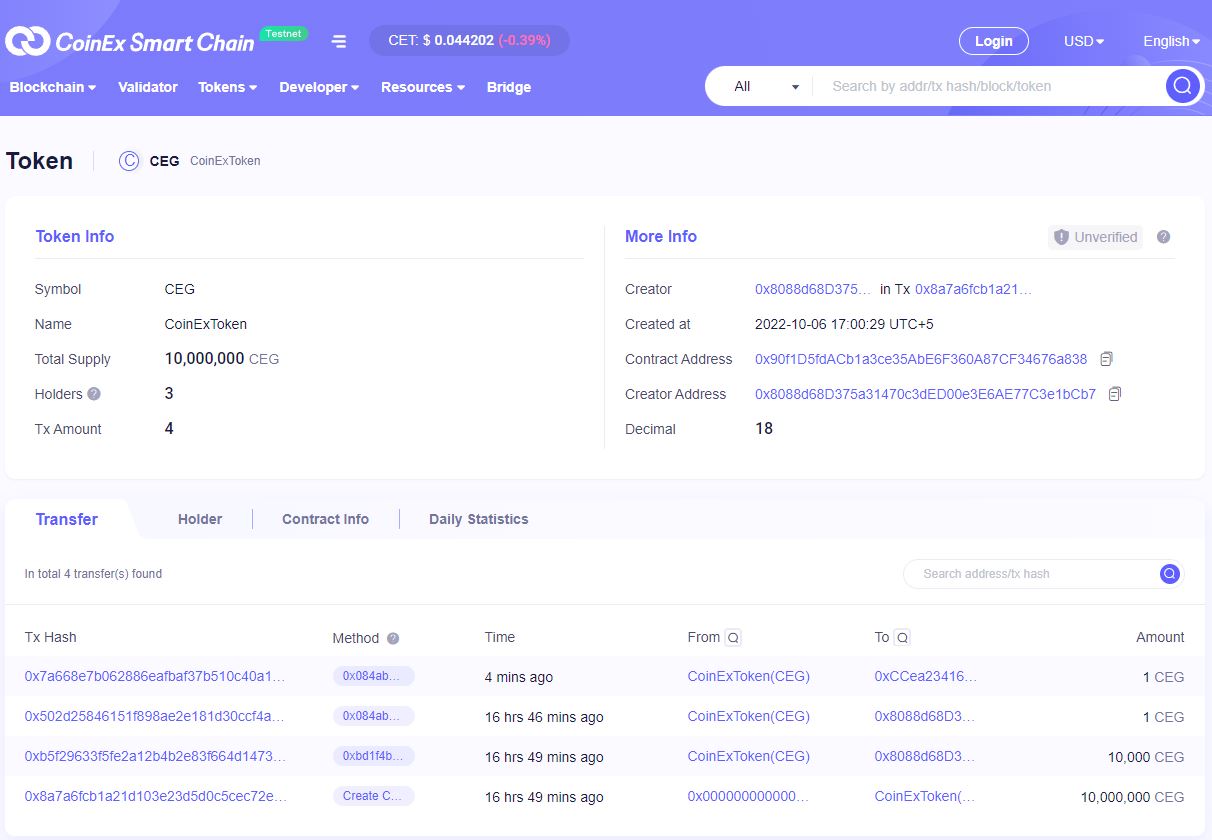 CoinEx Smart Chain Testnet CET: $ 0.044202 (-0.39%) Login USD English
Blockchain Validator Tokens Developer Resources Bridge All Search by addr/tx hash/block/token
Token CEG CoinExToken
Token Info
Symbol CEG
Name CoinExToken
Total Supply 10,000,000 CEG
Holders ? 3
Tx Amount 4
More Info Unverified ?
Creator 0x8088d68D375... in Tx 0x8a7a6fcb1a21...
Created at 2022-10-06 17:00:29 UTC+5
Contract Address 0x90f1D5fdACb1a3ce35AbE6F360A87CF34676a838
Creator Address 0x8088d68D375a31470c3dED00e3E6AE77C3e1bCb7
Decimal 18
Transfer Holder Contract Info Daily Statistics
In total 4 transfer(s) found Search address/tx hash
Tx Hash Method ? Time From To Amount
0x7a668e7b062886eafbaf37b510c40a1... 0x084ab... 4 mins ago CoinExToken(CEG) 0xCCea23416... 1 CEG
0x502d25846151f898ae2e181d30ccf4a... 0x084ab... 16 hrs 46 mins ago CoinExToken(CEG) 0x8088d68D3... 1 CEG
0xb5f29633f5fe2a12b4b2e83f664d1473... 0xbd1f4b... 16 hrs 49 mins ago CoinExToken(CEG) 0x8088d68D3... 10,000 CEG
0x8a7a6fcb1a21d103e23d5d0c5cec72e... Create C... 16 hrs 49 mins ago 0x000000000000... CoinExToken(... 10,000,000 CEG